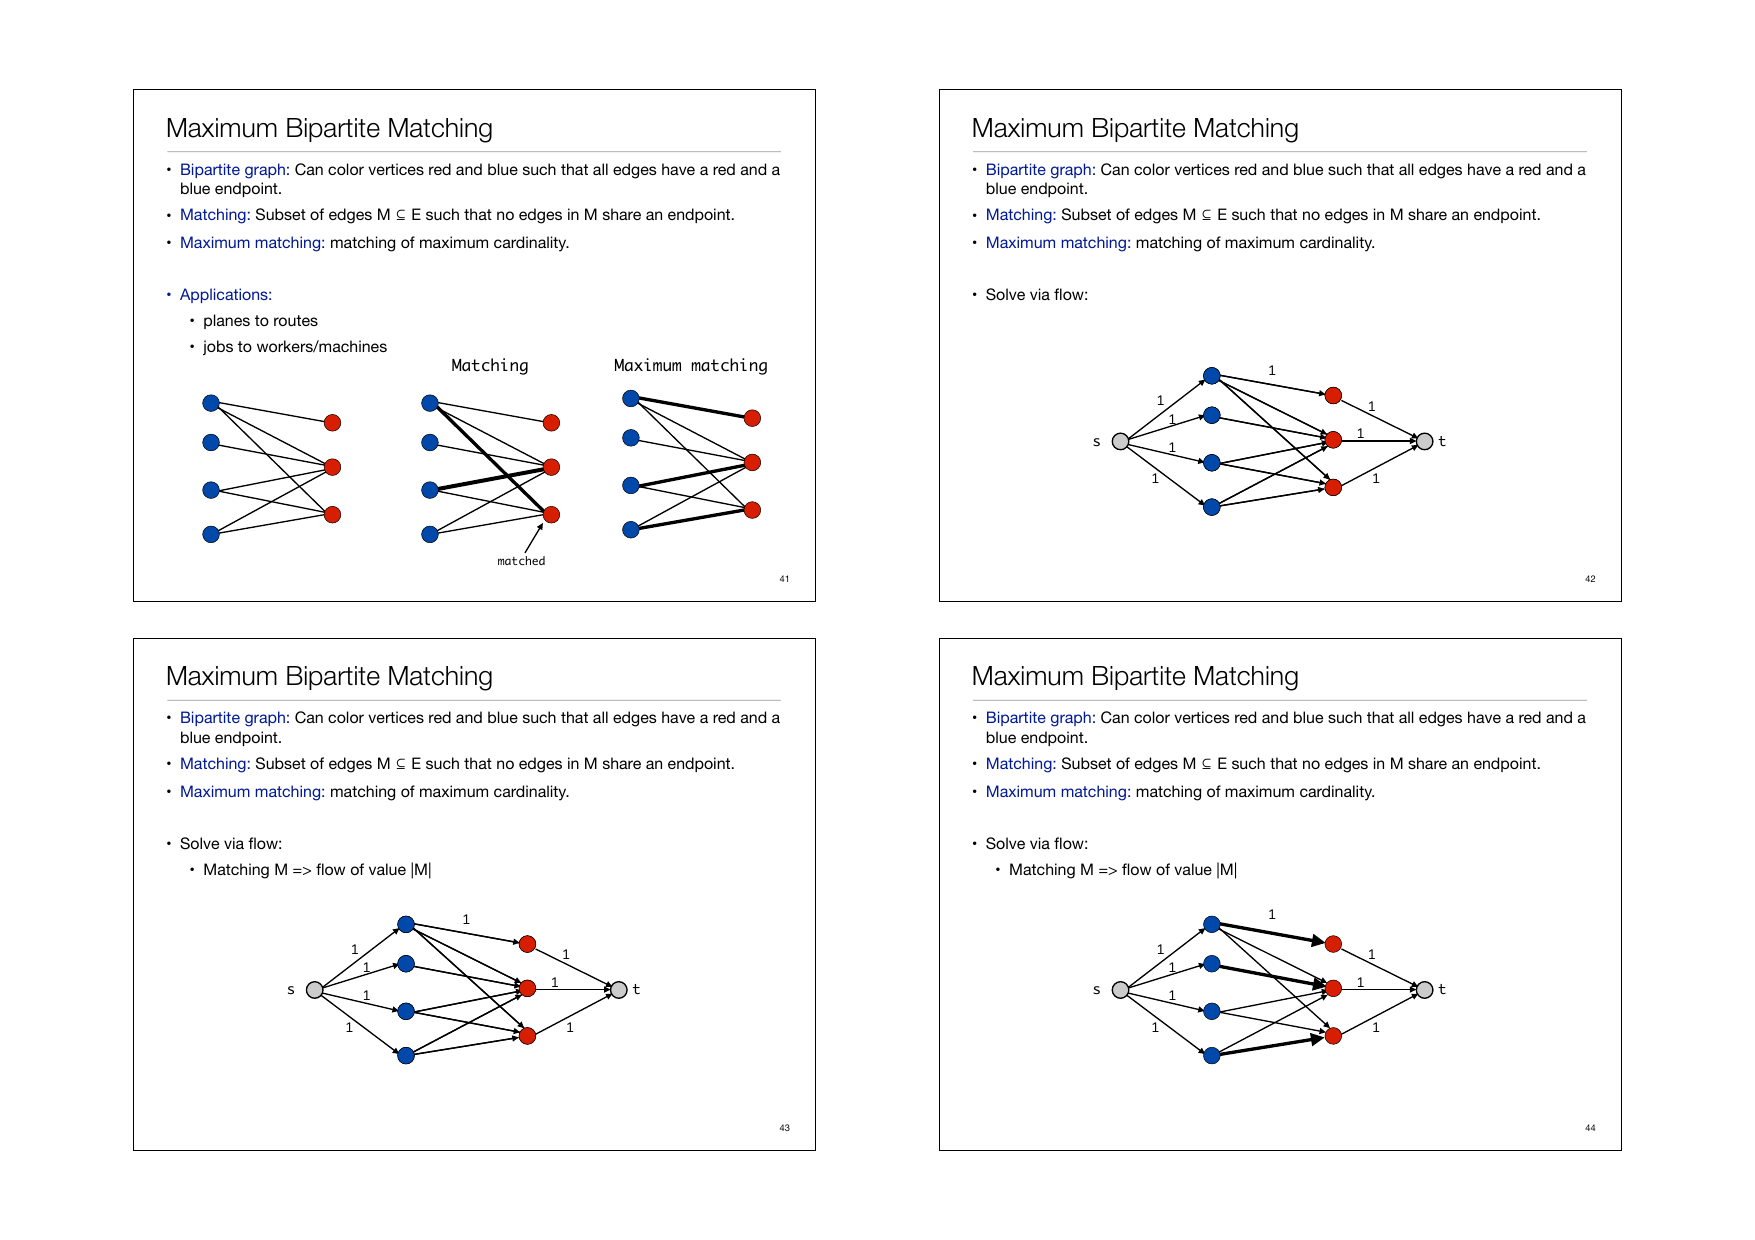 Maximum Bipartite Matching
• Bipartite graph: Can color vertices red and blue such that all edges have a red and a
blue endpoint.
• Matching: Subset of edges M ⊆ E such that no edges in M share an endpoint.
• Maximum matching: matching of maximum cardinality.
• Applications:
• planes to routes
• jobs to workers/machines
Matching
Maximum matching
matched
41
Maximum Bipartite Matching
• Bipartite graph: Can color vertices red and blue such that all edges have a red and a
blue endpoint.
• Matching: Subset of edges M ⊆ E such that no edges in M share an endpoint.
• Maximum matching: matching of maximum cardinality.
• Solve via flow:
1
1
1
1
1
s
t
1
1
1
42
Maximum Bipartite Matching
• Bipartite graph: Can color vertices red and blue such that all edges have a red and a
blue endpoint.
• Matching: Subset of edges M ⊆ E such that no edges in M share an endpoint.
• Maximum matching: matching of maximum cardinality.
• Solve via flow:
• Matching M => flow of value |M|
1
1
1
1
1
s
t
1
1
1
43
Maximum Bipartite Matching
• Bipartite graph: Can color vertices red and blue such that all edges have a red and a
blue endpoint.
• Matching: Subset of edges M ⊆ E such that no edges in M share an endpoint.
• Maximum matching: matching of maximum cardinality.
• Solve via flow:
• Matching M => flow of value |M|
1
1
1
1
1
s
t
1
1
1
44